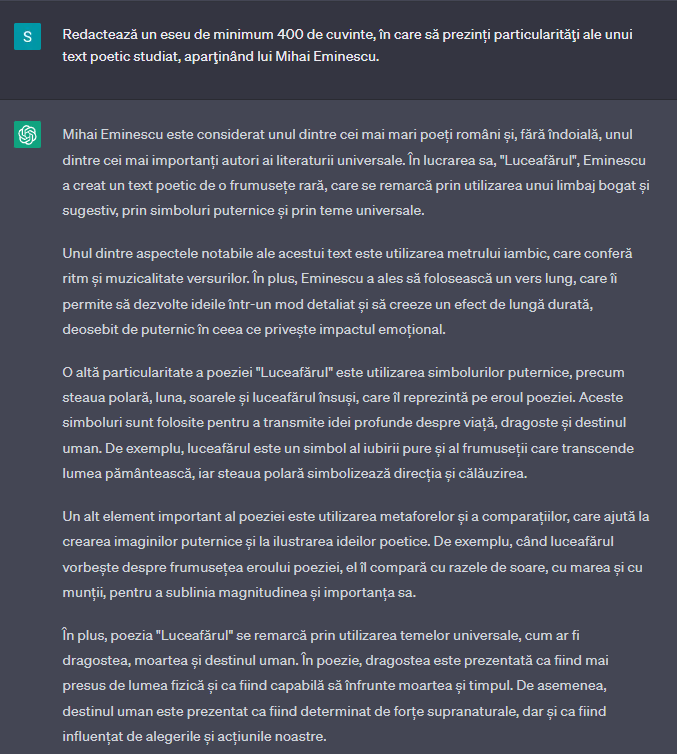 S
Redactează un eseu de minimum 400 de cuvinte, în care să prezinți particularităţi ale unui
text poetic studiat, aparţinând lui Mihai Eminescu.
Mihai Eminescu este considerat unul dintre cei mai mari poeți români și, fără îndoială, unul
dintre cei mai importanți autori ai literaturii universale. În lucrarea sa, "Luceafărul", Eminescu
a creat un text poetic de o frumusețe rară, care se remarcă prin utilizarea unui limbaj bogat și
sugestiv, prin simboluri puternice și prin teme universale.
Unul dintre aspectele notabile ale acestui text este utilizarea metrului iambic, care conferă
ritm și muzicalitate versurilor. În plus, Eminescu a ales să folosească un vers lung, care îi
permite să dezvolte ideile într-un mod detaliat și să creeze un efect de lungă durată,
deosebit de puternic în ceea ce privește impactul emoțional.
O altă particularitate a poeziei "Luceafărul" este utilizarea simbolurilor puternice, precum
steaua polară, luna, soarele și luceafărul însuși, care îl reprezintă pe eroul poeziei. Aceste
simboluri sunt folosite pentru a transmite idei profunde despre viață, dragoste și destinul
uman. De exemplu, luceafărul este un simbol al iubirii pure și al frumuseții care transcende
lumea pământească, iar steaua polară simbolizează direcția și călăuzirea.
Un alt element important al poeziei este utilizarea metaforelor și a comparațiilor, care ajută la
crearea imaginilor puternice și la ilustrarea ideilor poetice. De exemplu, când luceafărul
vorbește despre frumusețea eroului poeziei, el îl compară cu razele de soare, cu marea și cu
munții, pentru a sublinia magnitudinea și importanța sa.
În plus, poezia "Luceafărul" se remarcă prin utilizarea temelor universale, cum ar fi
dragostea, moartea și destinul uman. În poezie, dragostea este prezentată ca fiind mai
presus de lumea fizică și ca fiind capabilă să înfrunte moartea și timpul. De asemenea,
destinul uman este prezentat ca fiind determinat de forțe supranaturale, dar și ca fiind
influențat de alegerile și acțiunile noastre.